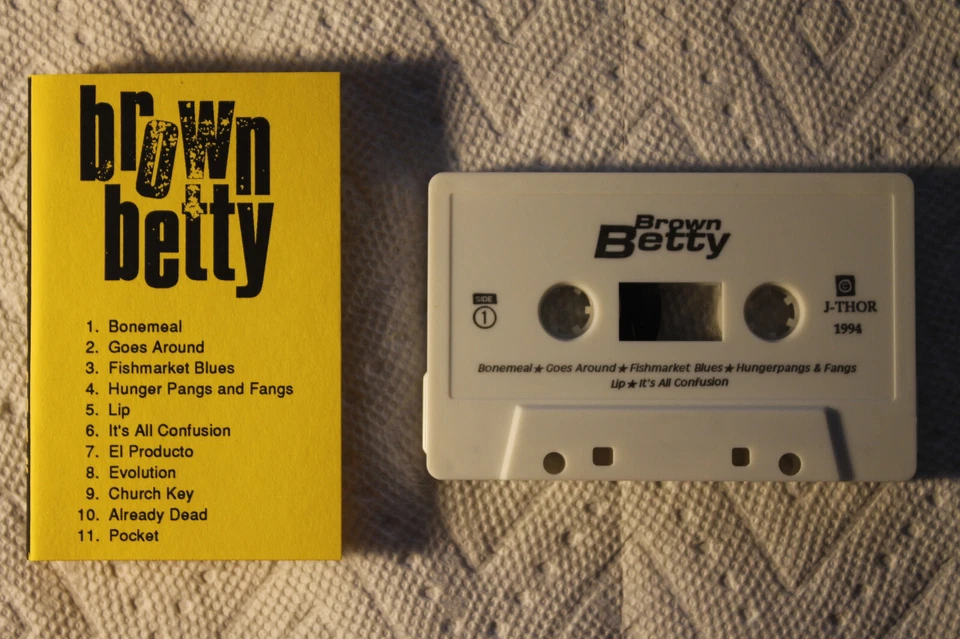 brown
betty
1. Bonemeal
2. Goes Around
3. Fishmarket Blues
4. Hunger Pangs and Fangs
5. Lip
6. It's All Confusion
7. El Producto
8. Evolution
9. Church Key
10. Already Dead
11. Pocket
Brown
Betty
SIDE
1
©
J-THOR
1994
Bonemeal★Goes Around★Fishmarket Blues★Hungerpangs & Fangs
Lip★It's All Confusion